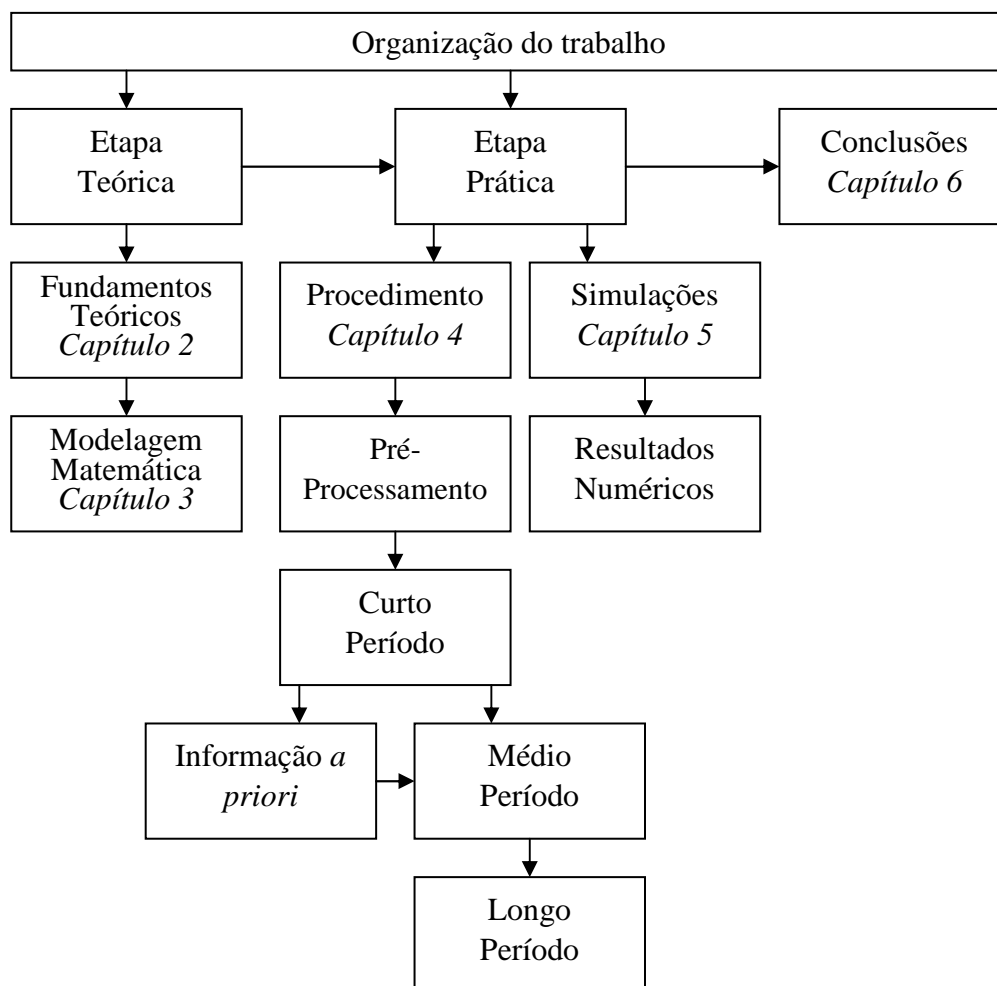 Organização do trabalho
Etapa
Teórica
Etapa
Prática
Conclusões
Capítulo 6
Fundamentos
Teóricos
Capítulo 2
Procedimento
Capítulo 4
Simulações
Capítulo 5
Modelagem
Matemática
Capítulo 3
Pré-
Processamento
Resultados
Numéricos
Curto
Período
Informação a
priori
Médio
Período
Longo
Período